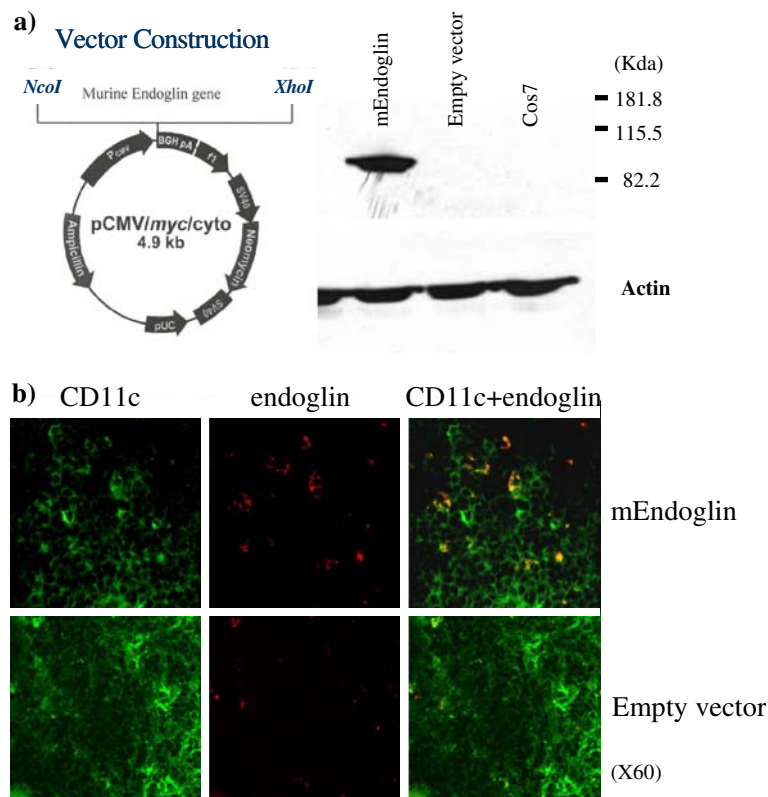 a)
Vector Construction
NcoI
Murine Endoglin gene
XhoI
PCMV
BGH pA
f1
SV40
Neomycin
SV40
pUC
Ampicillin
pCMV/myc/cyto
4.9 kb
mEndoglin
Empty vector
Cos7
(Kda)
181.8
115.5
82.2
Actin
b)
CD11c
endoglin
CD11c+endoglin
mEndoglin
Empty vector
(X60)